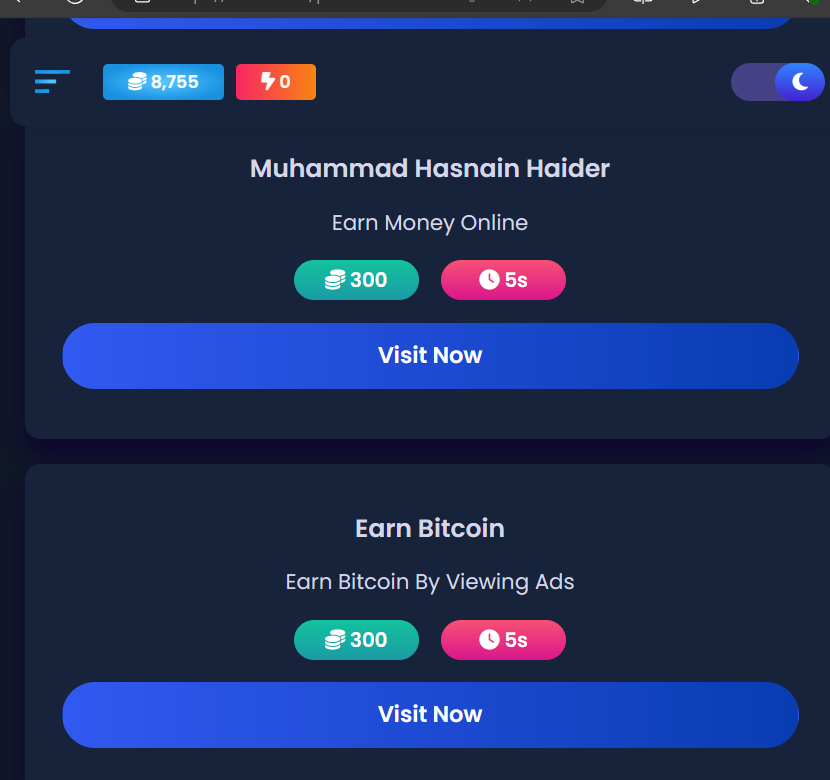 8,755 0
Muhammad Hasnain Haider
Earn Money Online
300 5s
Visit Now
Earn Bitcoin
Earn Bitcoin By Viewing Ads
300 5s
Visit Now